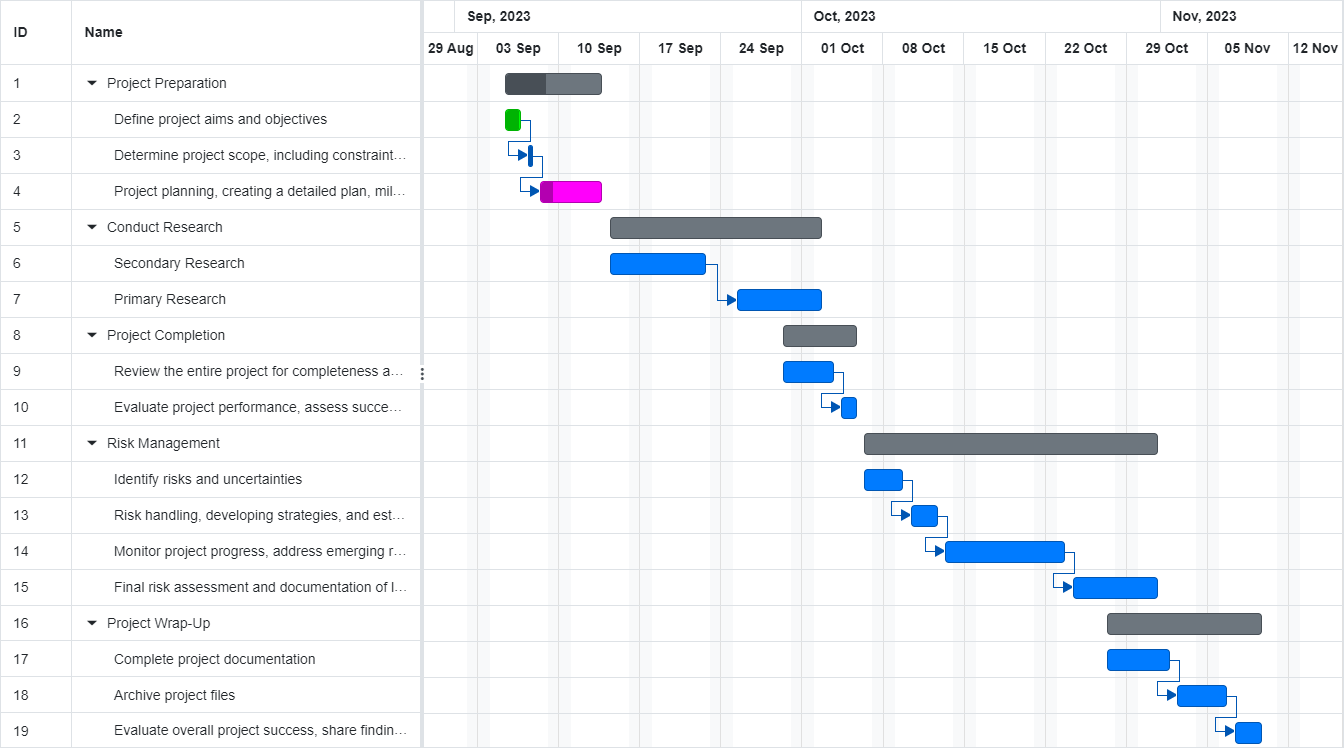 ID Name Sep, 2023 Oct, 2023 Nov, 2023
29 Aug 03 Sep 10 Sep 17 Sep 24 Sep 01 Oct 08 Oct 15 Oct 22 Oct 29 Oct 05 Nov 12 Nov
1 Project Preparation
2 Define project aims and objectives
3 Determine project scope, including constraint...
4 Project planning, creating a detailed plan, mil...
5 Conduct Research
6 Secondary Research
7 Primary Research
8 Project Completion
9 Review the entire project for completeness a...
10 Evaluate project performance, assess succe...
11 Risk Management
12 Identify risks and uncertainties
13 Risk handling, developing strategies, and est...
14 Monitor project progress, address emerging r...
15 Final risk assessment and documentation of l...
16 Project Wrap-Up
17 Complete project documentation
18 Archive project files
19 Evaluate overall project success, share findin...